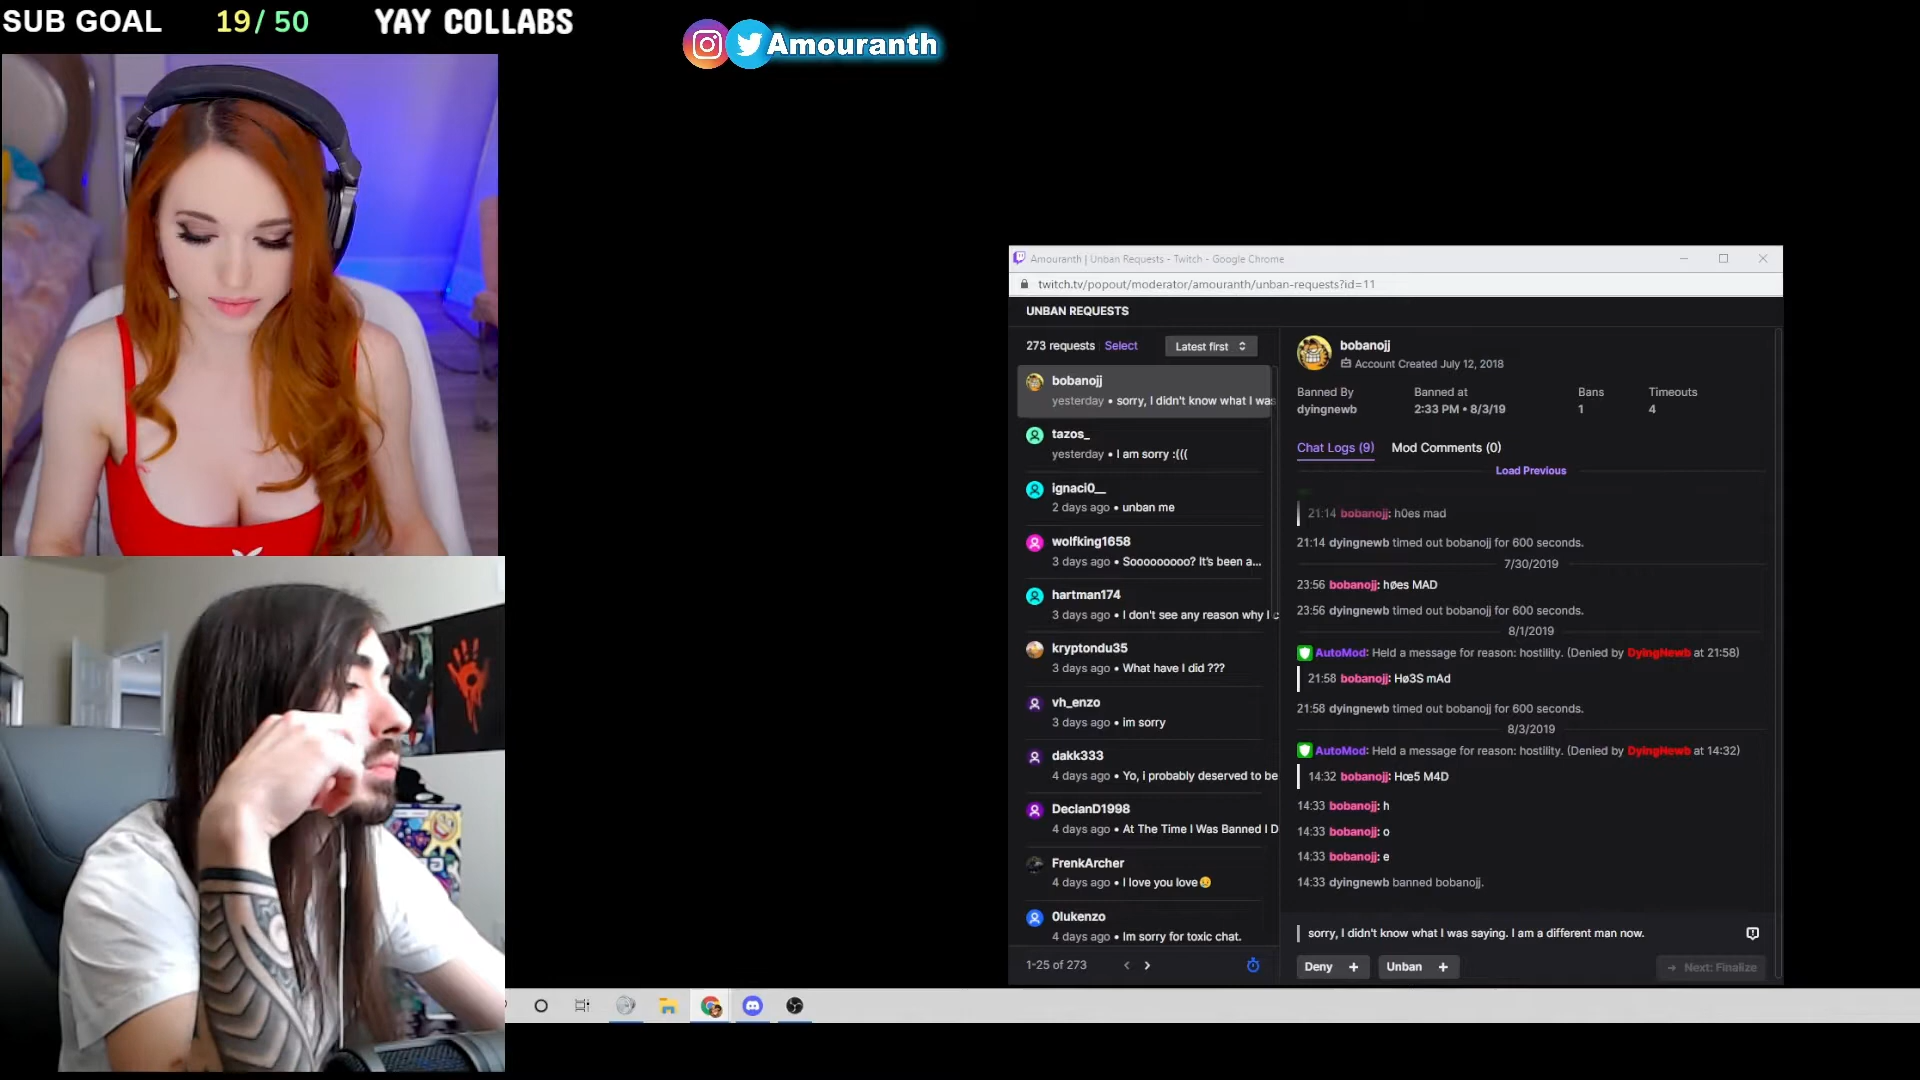 SUB GOAL 19/ 50 YAY COLLABS
Amouranth
Amouranth | Unban Requests - Twitch - Google Chrome
twitch.tv/popout/moderator/amouranth/unban-requests?id=11
UNBAN REQUESTS
273 requests Select Latest first
bobanojj
yesterday • sorry, I didn't know what I was
tazos_
yesterday • I am sorry :(((
ignaci0__
2 days ago • unban me
wolfking1658
3 days ago • Sooooooooo? It's been a...
hartman174
3 days ago • I don't see any reason why I c
kryptondu35
3 days ago • What have I did ???
vh_enzo
3 days ago • im sorry
dakk333
4 days ago • Yo, i probably deserved to be
DeclanD1998
4 days ago • At The Time I Was Banned I D
FrenkArcher
4 days ago • I love you love😢
0lukenzo
4 days ago • Im sorry for toxic chat.
1-25 of 273
bobanojj
Account Created July 12, 2018
Banned By Banned at Bans Timeouts
dyingnewb 2:33 PM • 8/3/19 1 4
Chat Logs (9) Mod Comments (0)
Load Previous
21:14 bobanojj: h0es mad
21:14 dyingnewb timed out bobanojj for 600 seconds.
7/30/2019
23:56 bobanojj: høes MAD
23:56 dyingnewb timed out bobanojj for 600 seconds.
8/1/2019
AutoMod: Held a message for reason: hostility. (Denied by DyingNewb at 21:58)
21:58 bobanojj: Hø3S mAd
21:58 dyingnewb timed out bobanojj for 600 seconds.
8/3/2019
AutoMod: Held a message for reason: hostility. (Denied by DyingNewb at 14:32)
14:32 bobanojj: Hœ5 M4D
14:33 bobanojj: h
14:33 bobanojj: o
14:33 bobanojj: e
14:33 dyingnewb banned bobanojj.
sorry, I didn't know what I was saying. I am a different man now.
Deny + Unban + → Next: Finalize